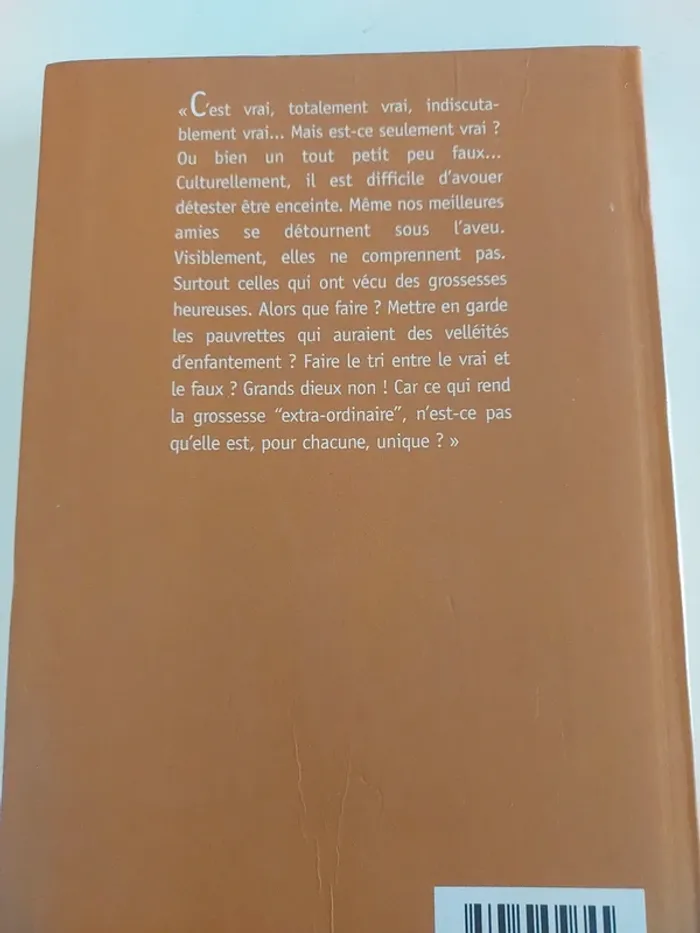 « C'est vrai, totalement vrai, indiscuta-
blement vrai... Mais est-ce seulement vrai ?
Ou bien un tout petit peu faux...
Culturellement, il est difficile d'avouer
détester être enceinte. Même nos meilleures
amies se détournent sous l'aveu.
Visiblement, elles ne comprennent pas.
Surtout celles qui ont vécu des grossesses
heureuses. Alors que faire ? Mettre en garde
les pauvrettes qui auraient des velléités
d'enfantement ? Faire le tri entre le vrai et
le faux ? Grands dieux non ! Car ce qui rend
la grossesse “extra-ordinaire”, n'est-ce pas
qu'elle est, pour chacune, unique ? »